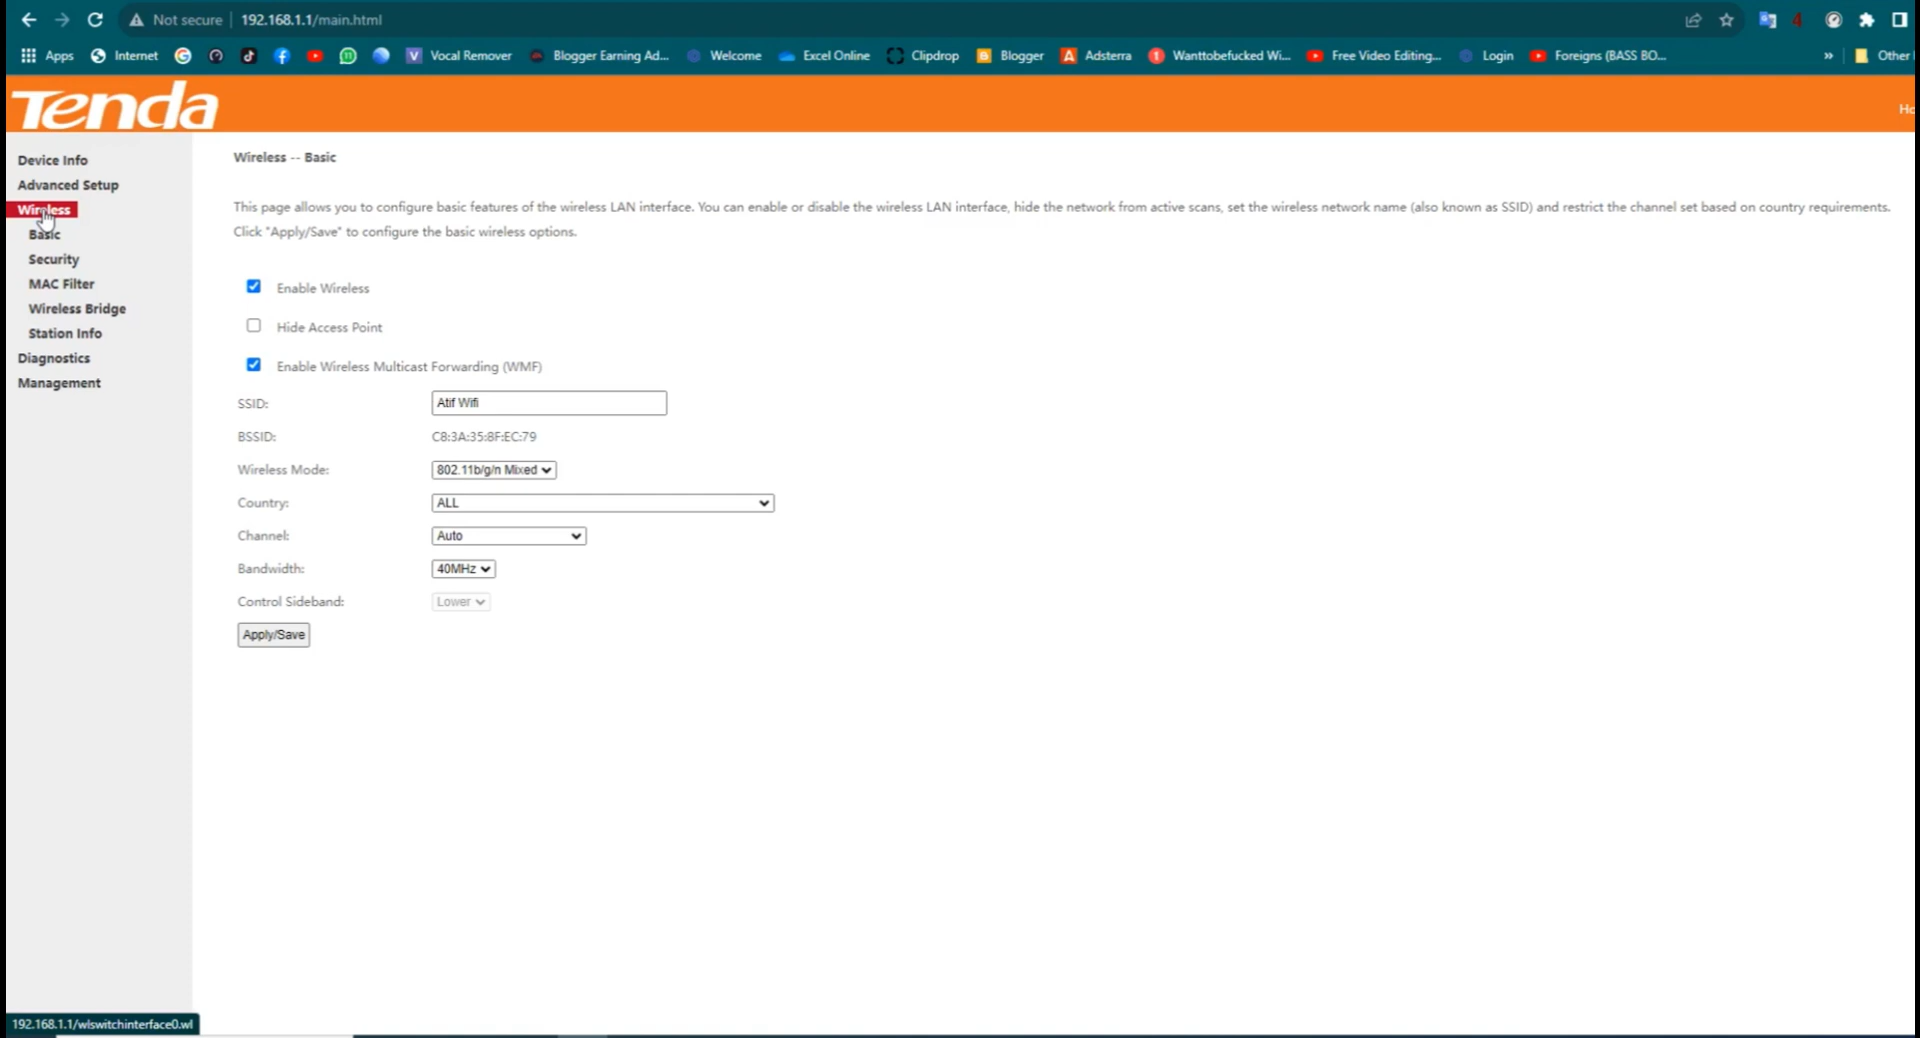 Not secure | 192.168.1.1/main.html
Apps Internet Vocal Remover Blogger Earning Ad... Welcome Excel Online Clipdrop Blogger Adsterra Wanttobefucked Wi... Free Video Editing... Login Foreigns (BASS BO... » Other
Tenda
Ho
Device Info
Advanced Setup
Wireless
Basic
Security
MAC Filter
Wireless Bridge
Station Info
Diagnostics
Management
Wireless -- Basic
This page allows you to configure basic features of the wireless LAN interface. You can enable or disable the wireless LAN interface, hide the network from active scans, set the wireless network name (also known as SSID) and restrict the channel set based on country requirements.
Click "Apply/Save" to configure the basic wireless options.
Enable Wireless
Hide Access Point
Enable Wireless Multicast Forwarding (WMF)
SSID: Atif Wifi
BSSID: C8:3A:35:8F:EC:79
Wireless Mode: 802.11b/g/n Mixed
Country: ALL
Channel: Auto
Bandwidth: 40MHz
Control Sideband: Lower
Apply/Save
192.168.1.1/wlswitchinterface0.wl